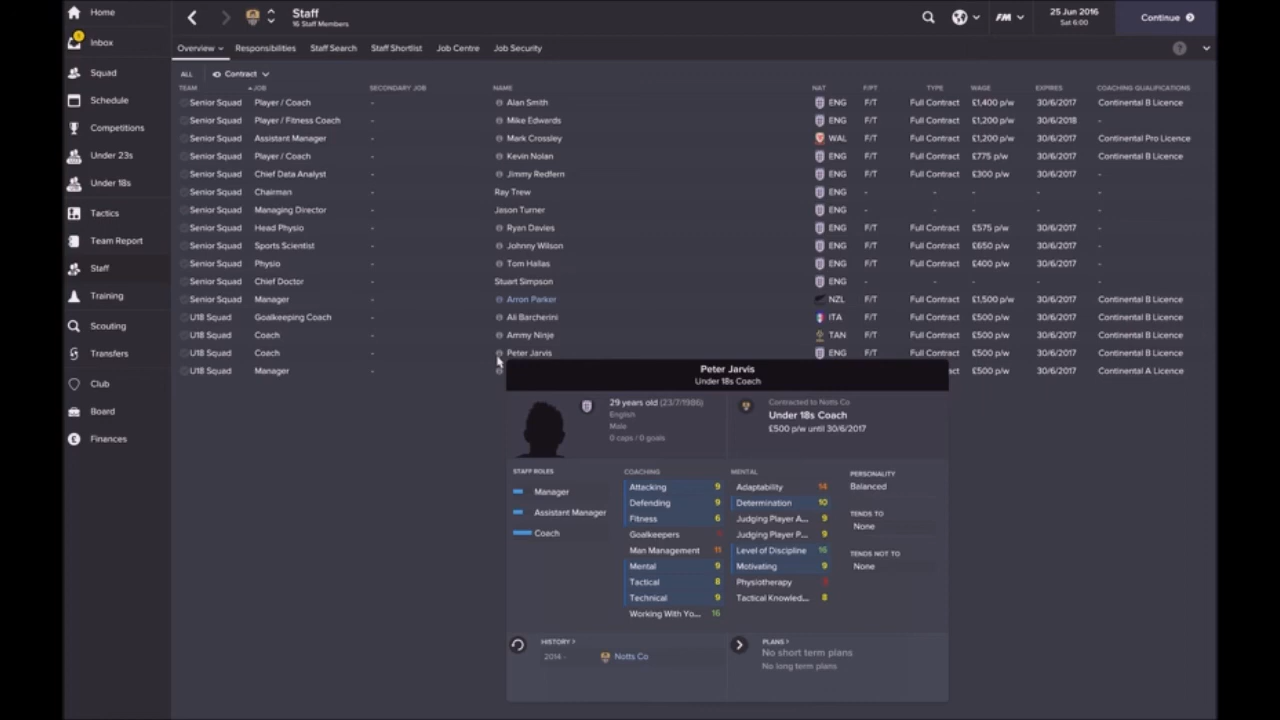 Home
Inbox
Squad
Schedule
Competitions
Under 23s
Under 18s
Tactics
Team Report
Staff
Training
Scouting
Transfers
Club
Board
Finances
Staff
16 Staff Members
FM
25 Jun 2016
Sat 6:00
Continue
Overview Responsibilities Staff Search Staff Shortlist Job Centre Job Security
ALL Contract
TEAM JOB SECONDARY JOB NAME NAT F/PT TYPE WAGE EXPIRES COACHING QUALIFICATIONS
Senior Squad Player / Coach - Alan Smith ENG F/T Full Contract £1,400 p/w 30/6/2017 Continental B Licence
Senior Squad Player / Fitness Coach - Mike Edwards ENG F/T Full Contract £1,200 p/w 30/6/2018 -
Senior Squad Assistant Manager - Mark Crossley WAL F/T Full Contract £1,200 p/w 30/6/2017 Continental Pro Licence
Senior Squad Player / Coach - Kevin Nolan ENG F/T Full Contract £775 p/w 30/6/2017 Continental B Licence
Senior Squad Chief Data Analyst - Jimmy Redfern ENG F/T Full Contract £300 p/w 30/6/2017 -
Senior Squad Chairman - Ray Trew ENG - - - - -
Senior Squad Managing Director - Jason Turner ENG - - - - -
Senior Squad Head Physio - Ryan Davies ENG F/T Full Contract £575 p/w 30/6/2017 -
Senior Squad Sports Scientist - Johnny Wilson ENG F/T Full Contract £650 p/w 30/6/2017 -
Senior Squad Physio - Tom Hallas ENG F/T Full Contract £400 p/w 30/6/2017 -
Senior Squad Chief Doctor - Stuart Simpson ENG - - - - -
Senior Squad Manager - Arron Parker NZL F/T Full Contract £1,500 p/w 30/6/2017 Continental B Licence
U18 Squad Goalkeeping Coach - Ali Barcherini ITA F/T Full Contract £500 p/w 30/6/2017 Continental B Licence
U18 Squad Coach - Ammy Ninje TAN F/T Full Contract £500 p/w 30/6/2017 Continental B Licence
U18 Squad Coach - Peter Jarvis ENG F/T Full Contract £500 p/w 30/6/2017 Continental B Licence
U18 Squad Manager - £500 p/w 30/6/2017 Continental A Licence
Peter Jarvis
Under 18s Coach
29 years old (23/7/1986)
English
Male
0 caps / 0 goals
Contracted to Notts Co
Under 18s Coach
£500 p/w until 30/6/2017
STAFF ROLES
Manager
Assistant Manager
Coach
COACHING
Attacking 9
Defending 9
Fitness 6
Goalkeepers
Man Management 11
Mental 9
Tactical 8
Technical 9
Working With Yo... 16
MENTAL
Adaptability 14
Determination 10
Judging Player A... 9
Judging Player P... 9
Level of Discipline 16
Motivating 9
Physiotherapy
Tactical Knowled... 8
PERSONALITY
Balanced
TENDS TO
None
TENDS NOT TO
None
HISTORY >
2014 - Notts Co
PLANS >
No short term plans
No long term plans